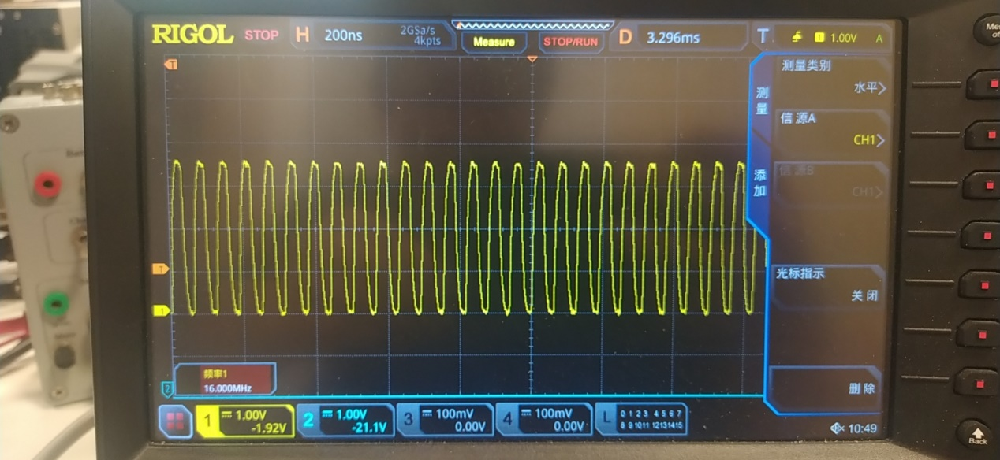 RIGOL STOP H 200ns 2GSa/s 4kpts Measure STOP/RUN D 3.296ms T 1 1.00V A
T
测量类别
水平
测量
信源A
CH1
添加
信源B
CH1
T
光标指示
关闭
1
频率1
16.000MHz
2
删除
1 1.00V -1.92V
2 1.00V -21.1V
3 100mV 0.00V
4 100mV 0.00V
L 0 1 2 3 4 5 6 7
8 9 10 11 12 13 14 15
10:49
Back